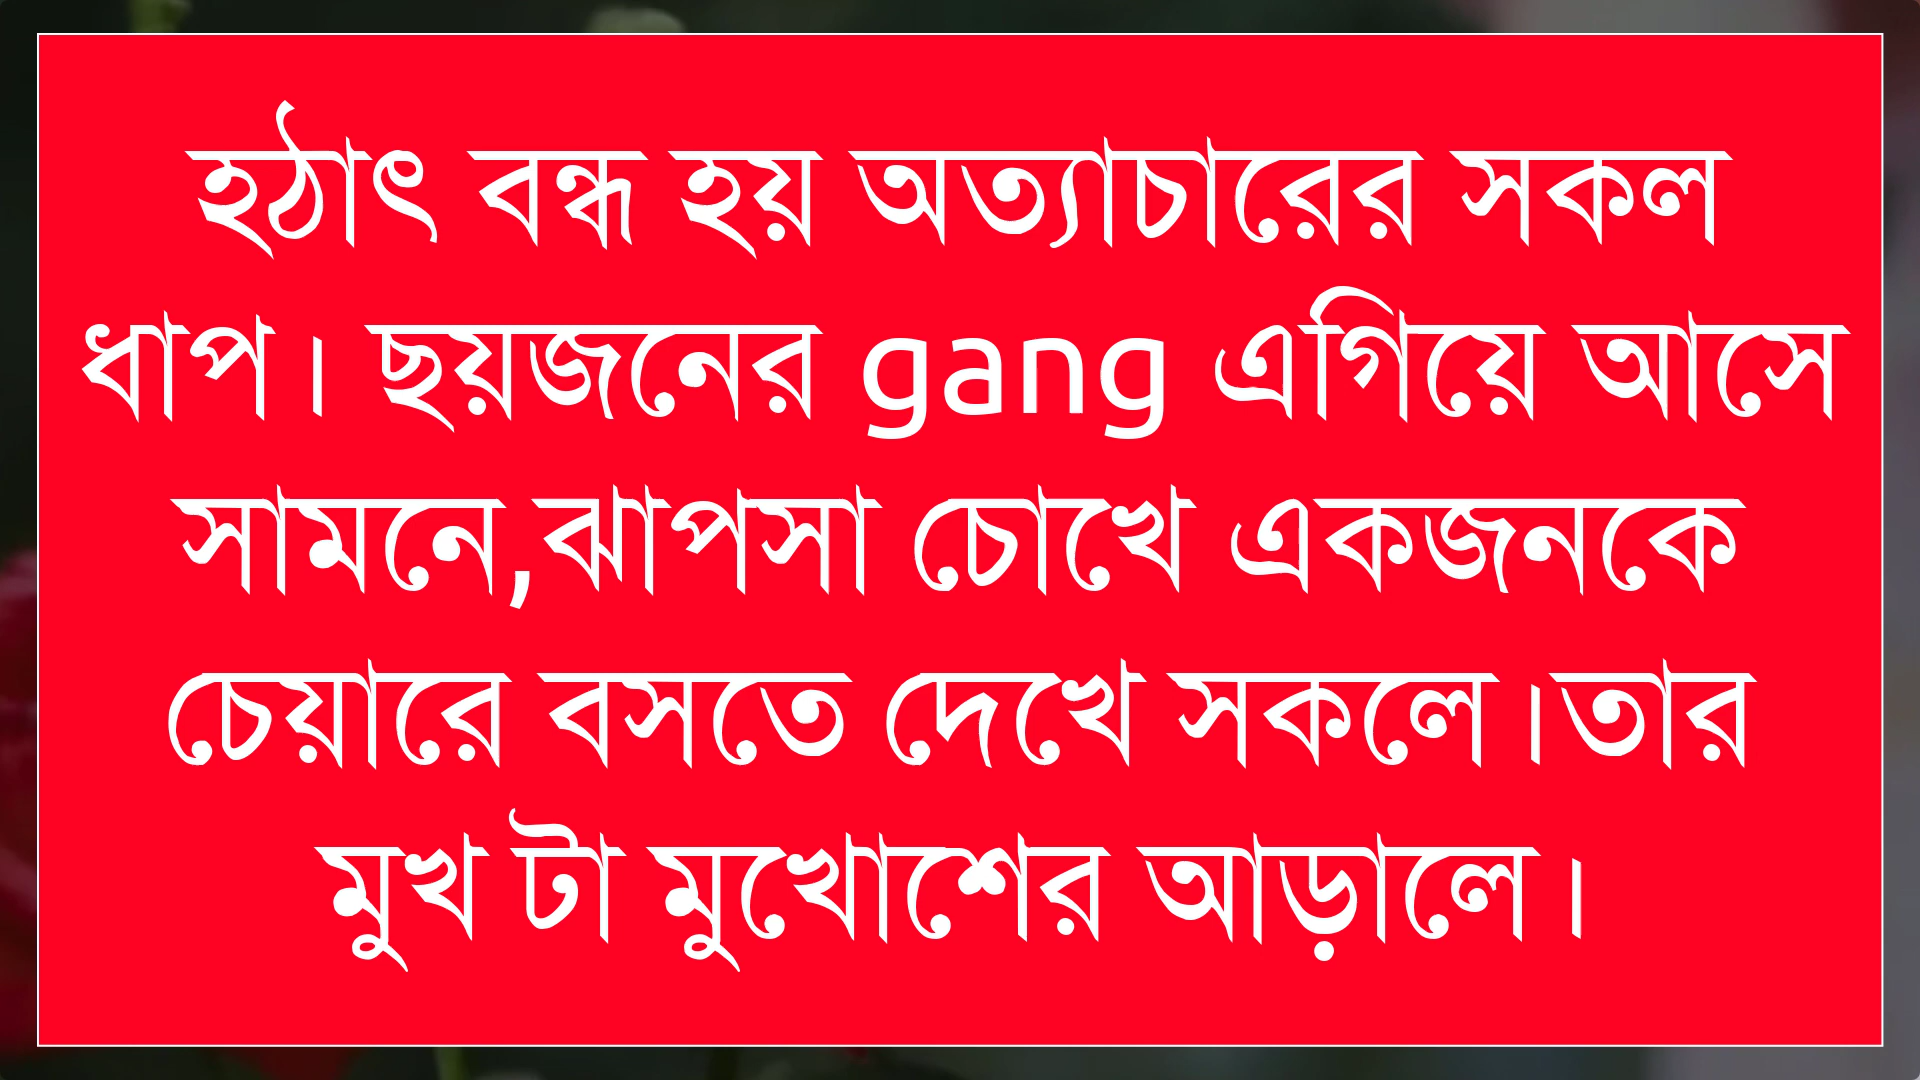 হঠাৎ বন্ধ হয় অত্যাচারের সকল
ধাপ। ছয়জনের gang এগিয়ে আসে
সামনে,ঝাপসা চোখে একজনকে
চেয়ারে বসতে দেখে সকলে।তার
মুখ টা মুখোশের আড়ালে।